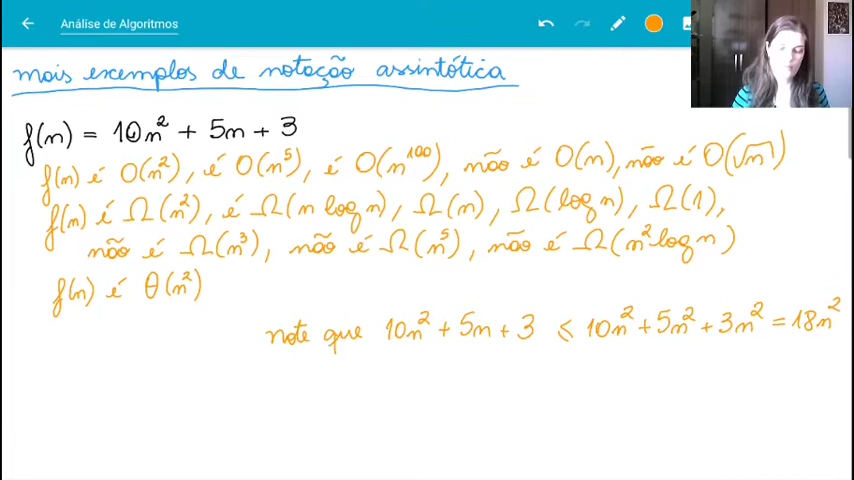 Análise de Algoritmos
mais exemplos de notação assintótica
f(n) = 10n² + 5n + 3
f(n) é O(n²), é O(n⁵), é O(n¹⁰⁰), não é O(n), não é O(√n)
f(n) é Ω(n²), é Ω(n log n), Ω(n), Ω(log n), Ω(1),
não é Ω(n³), não é Ω(n⁵), não é Ω(n² log n)
f(n) é θ(n²)
note que 10n² + 5n + 3 ≤ 10n² + 5n² + 3n² = 18n²